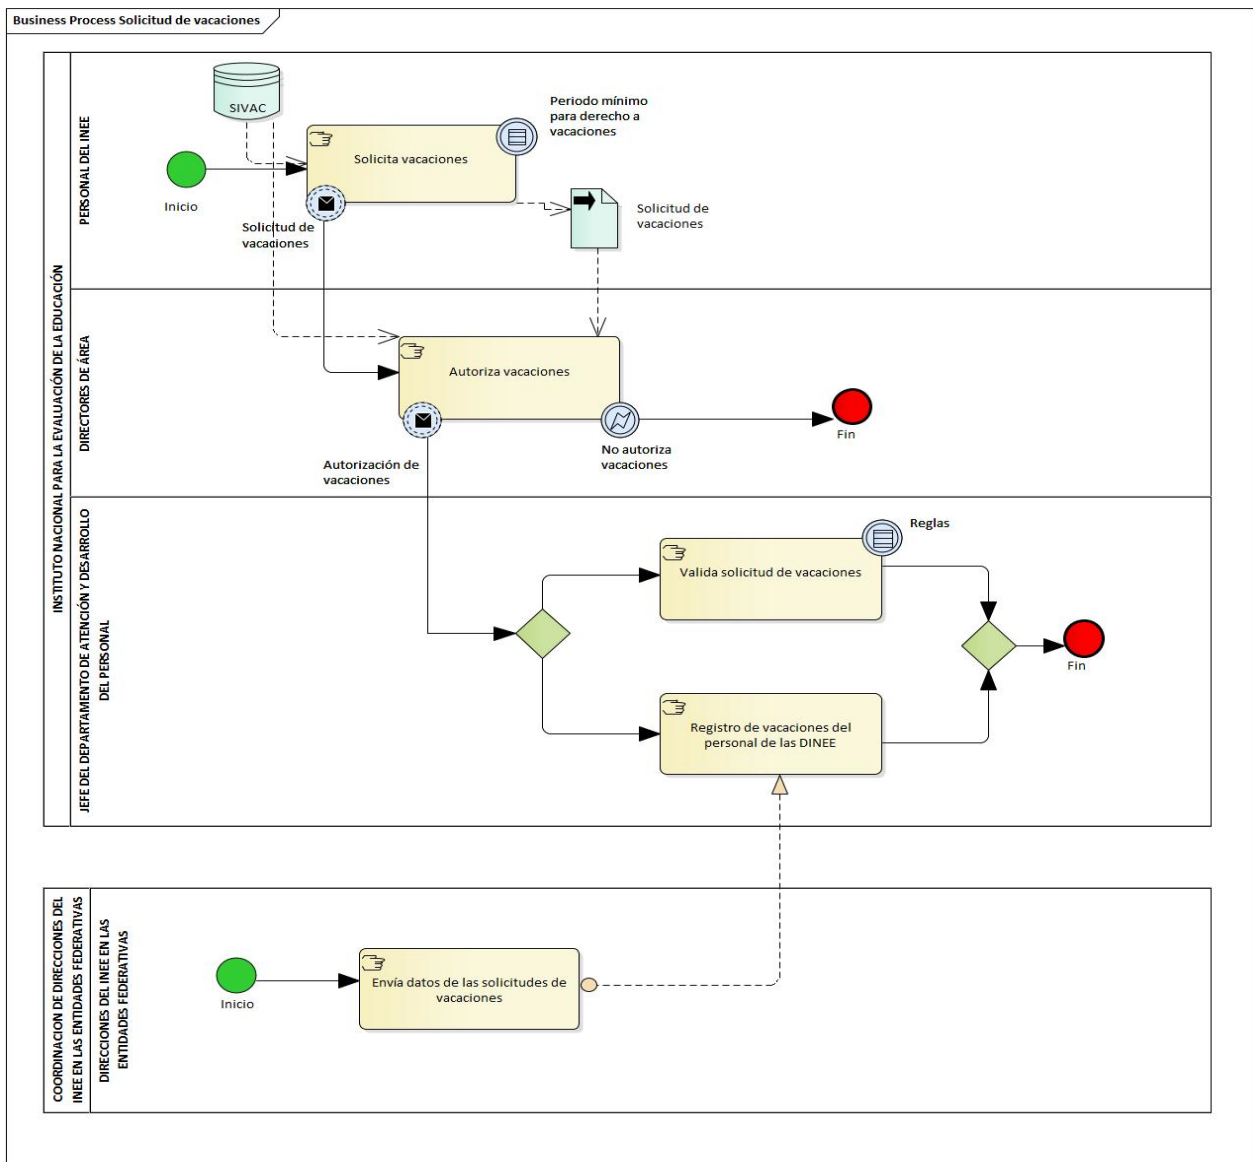 Business Process Solicitud de vacaciones
INSTITUTO NACIONAL PARA LA EVALUACIÓN DE LA EDUCACIÓN
PERSONAL DEL INEE
SIVAC
Periodo mínimo
para derecho a
vacaciones
Solicita vacaciones
Inicio
Solicitud de
vacaciones
Solicitud de
vacaciones
DIRECTORES DE ÁREA
Autoriza vacaciones
Fin
No autoriza
vacaciones
Autorización de
vacaciones
JEFE DEL DEPARTAMENTO DE ATENCIÓN Y DESARROLLO
DEL PERSONAL
Reglas
Valida solicitud de vacaciones
Fin
Registro de vacaciones del
personal de las DINEE
COORDINACION DE DIRECCIONES DEL
INEE EN LAS ENTIDADES FEDERATIVAS
DIRECCIONES DEL INEE EN LAS
ENTIDADES FEDERATIVAS
Envía datos de las solicitudes de
vacaciones
Inicio